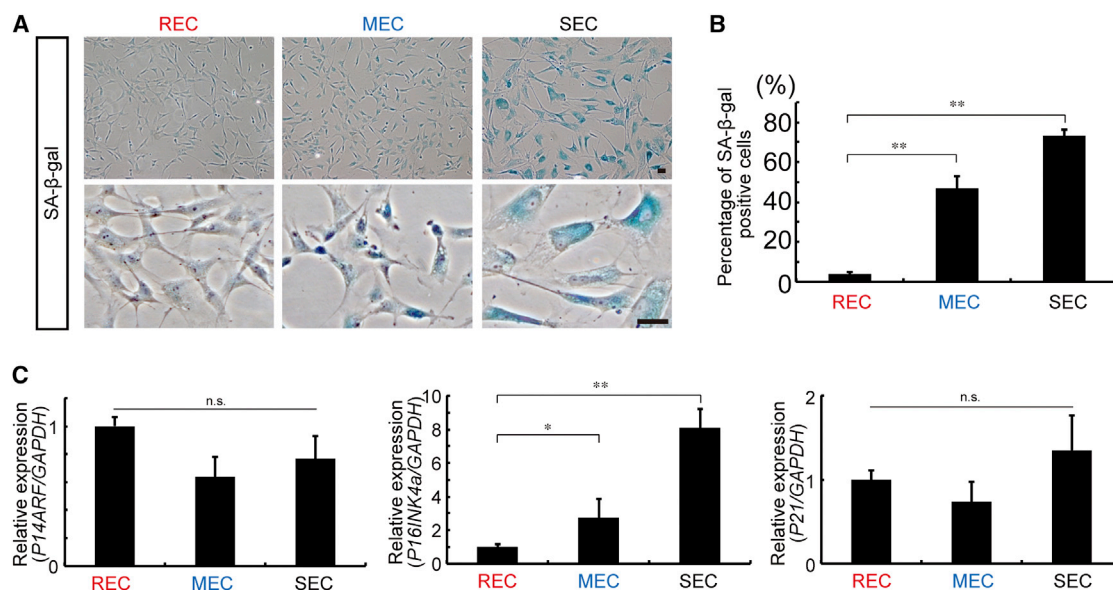 A
REC
MEC
SEC
SA-β-gal
B
(%)
Percentage of SA-β-gal
positive cells
80
60
40
20
0
**
**
REC
MEC
SEC
C
Relative expression
(P14ARF/GAPDH)
1
0
n.s.
REC
MEC
SEC
Relative expression
(P16INK4a/GAPDH)
10
8
6
4
2
0
**
*
REC
MEC
SEC
Relative expression
(P21/GAPDH)
2
1
0
n.s.
REC
MEC
SEC